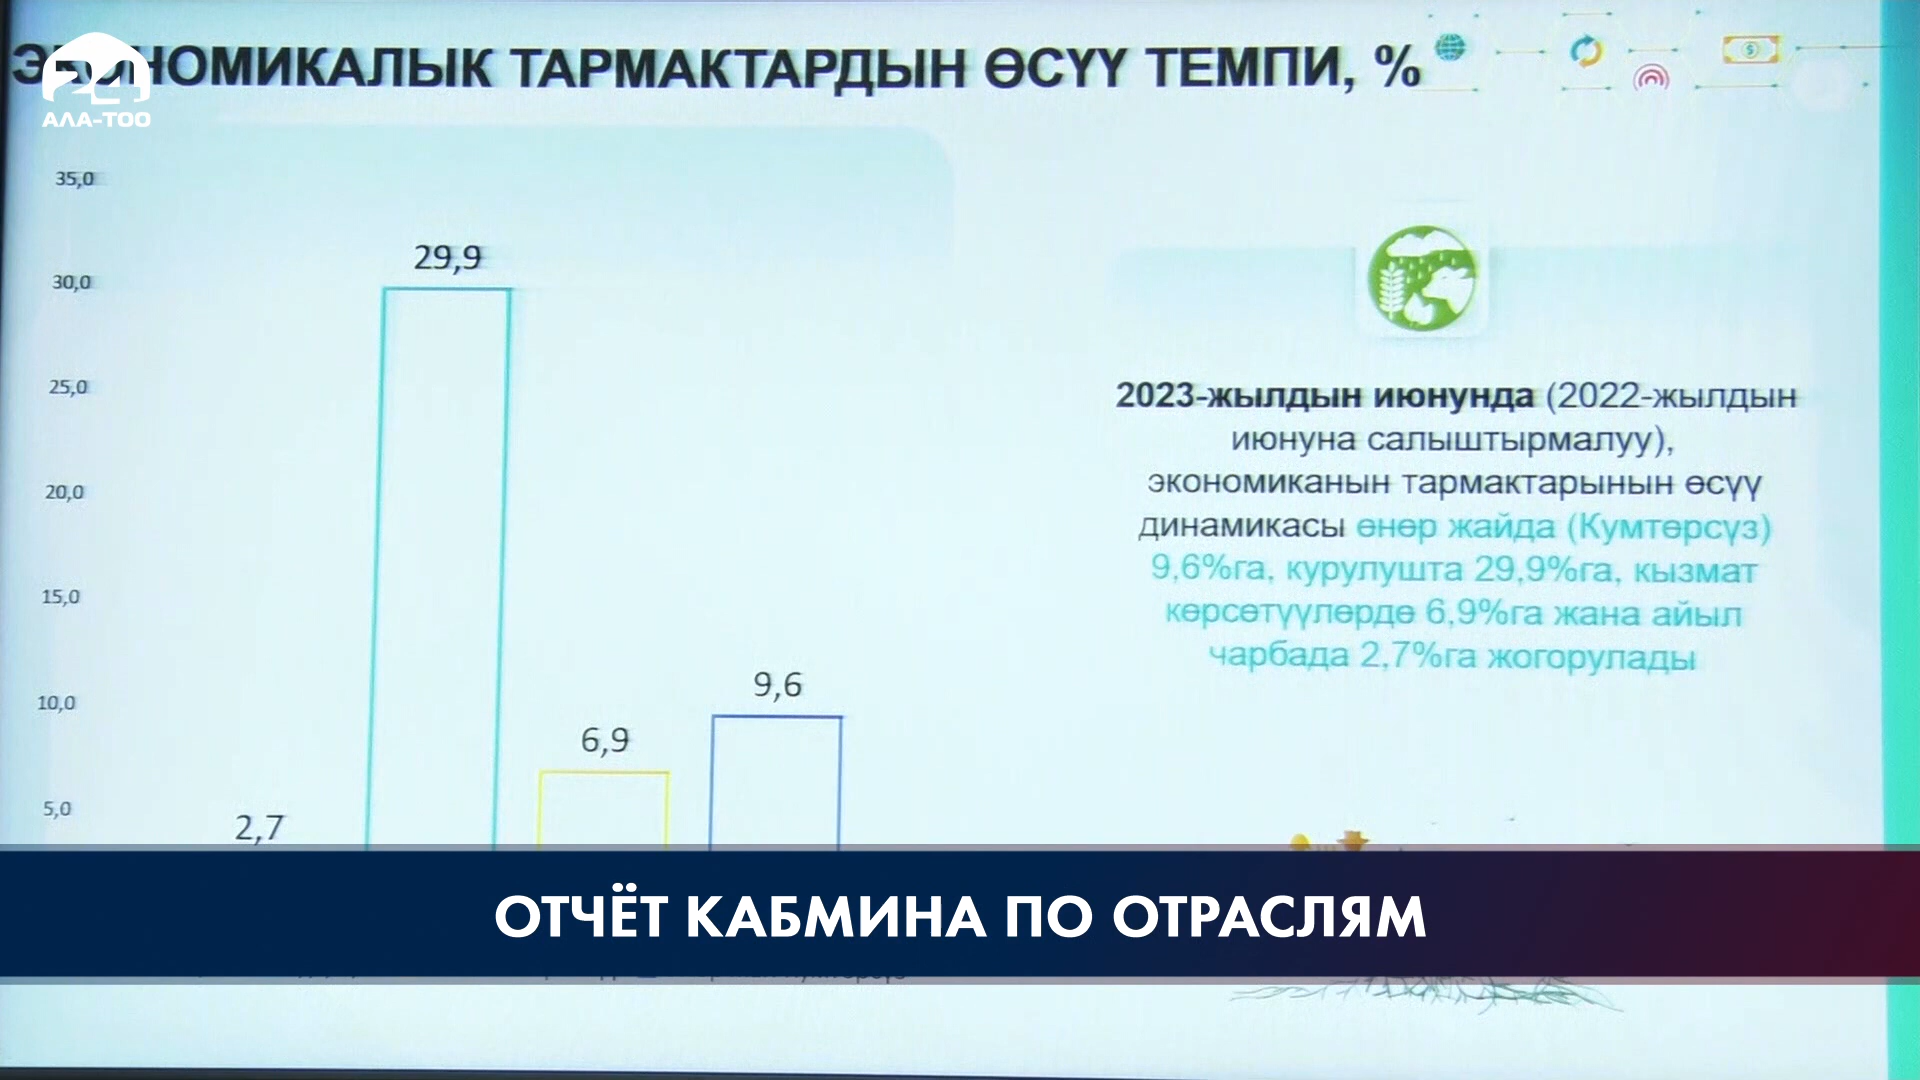 ЭКОНОМИКАЛЫК ТАРМАКТАРДЫН ӨСҮҮ ТЕМПИ, %
24
АЛА-ТОО
35,0
30,0
25,0
20,0
15,0
10,0
5,0
29,9
9,6
6,9
2,7
2023-жылдын июнунда (2022-жылдын
июнуна салыштырмалуу),
экономиканын тармактарынын өсүү
динамикасы өнөр жайда (Кумтөрсүз)
9,6%га, курулушта 29,9%га, кызмат
көрсөтүүлөрдө 6,9%га жана айыл
чарбада 2,7%га жогорулады
ОТЧЁТ КАБМИНА ПО ОТРАСЛЯМ